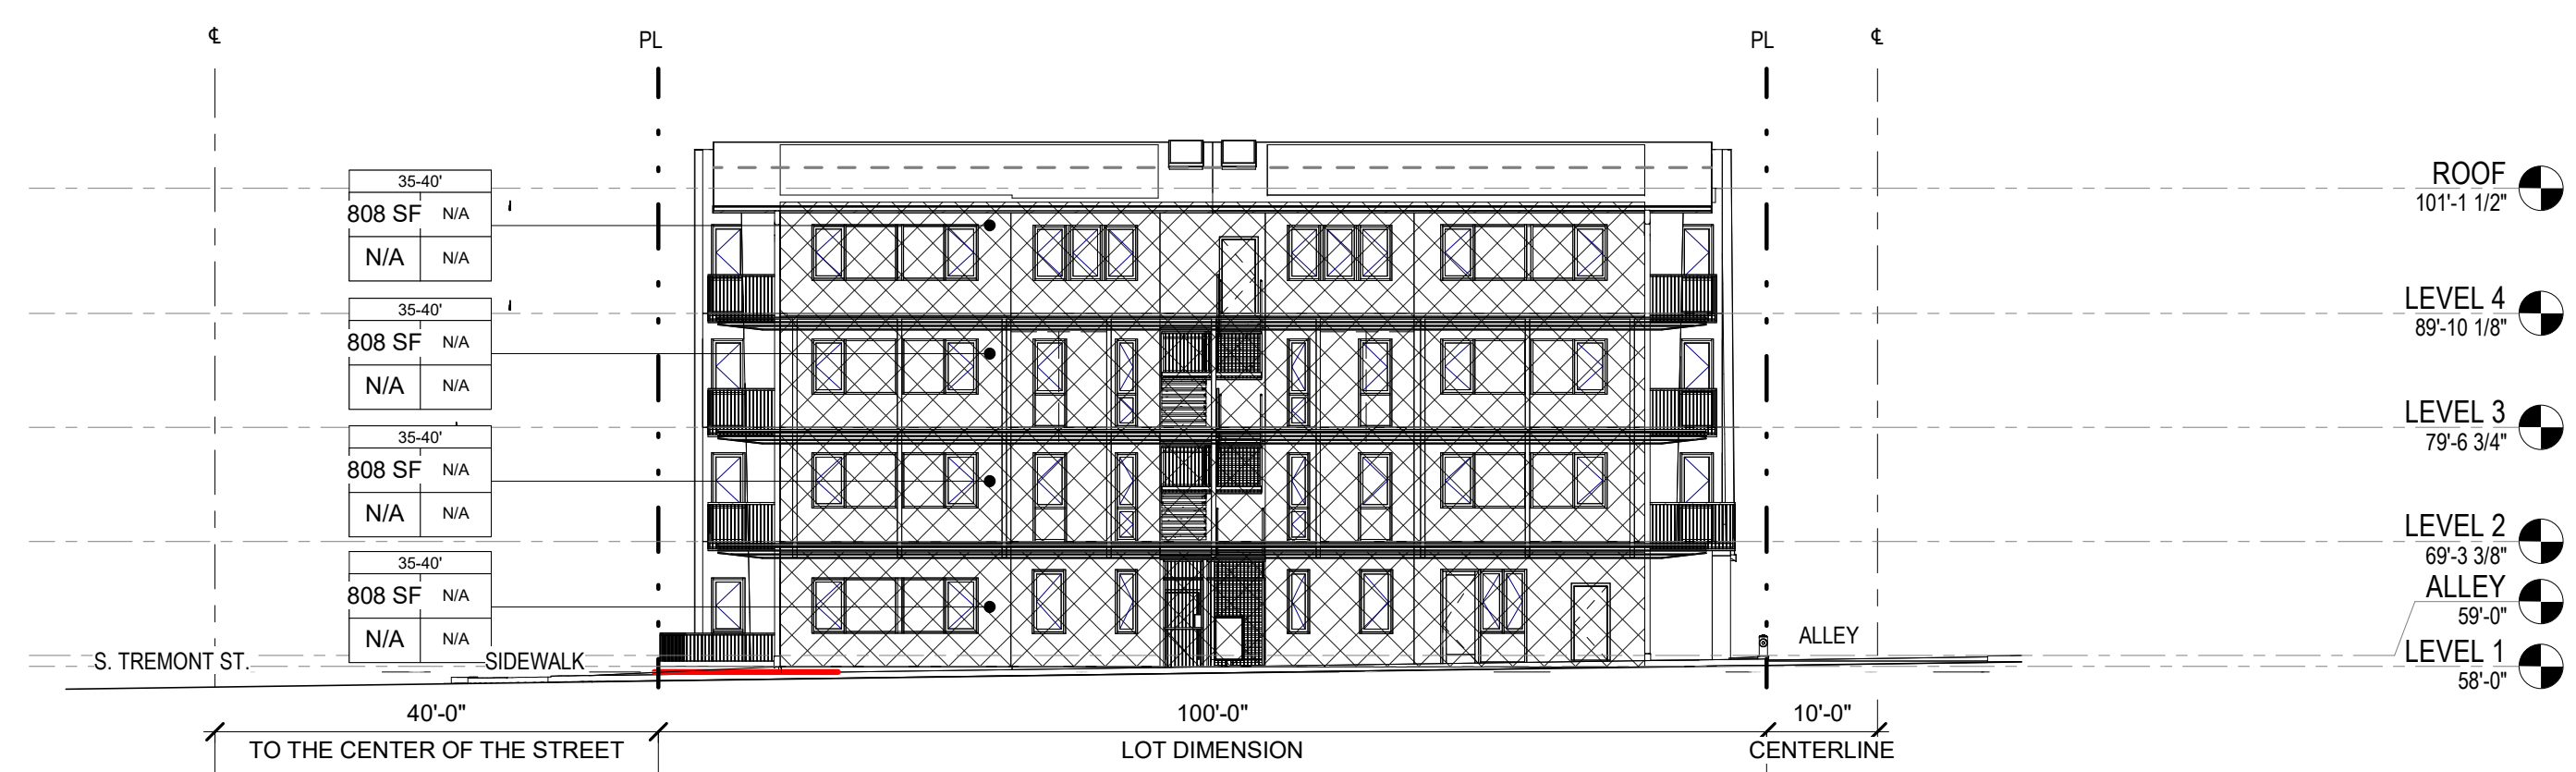 ℄
PL
PL
℄
35-40'
808 SF N/A
N/A N/A
35-40'
808 SF N/A
N/A N/A
35-40'
808 SF N/A
N/A N/A
35-40'
808 SF N/A
N/A N/A
ROOF
101'-1 1/2"
LEVEL 4
89'-10 1/8"
LEVEL 3
79'-6 3/4"
LEVEL 2
69'-3 3/8"
ALLEY
59'-0"
LEVEL 1
58'-0"
S. TREMONT ST.
SIDEWALK
ALLEY
40'-0"
100'-0"
10'-0"
TO THE CENTER OF THE STREET
LOT DIMENSION
CENTERLINE